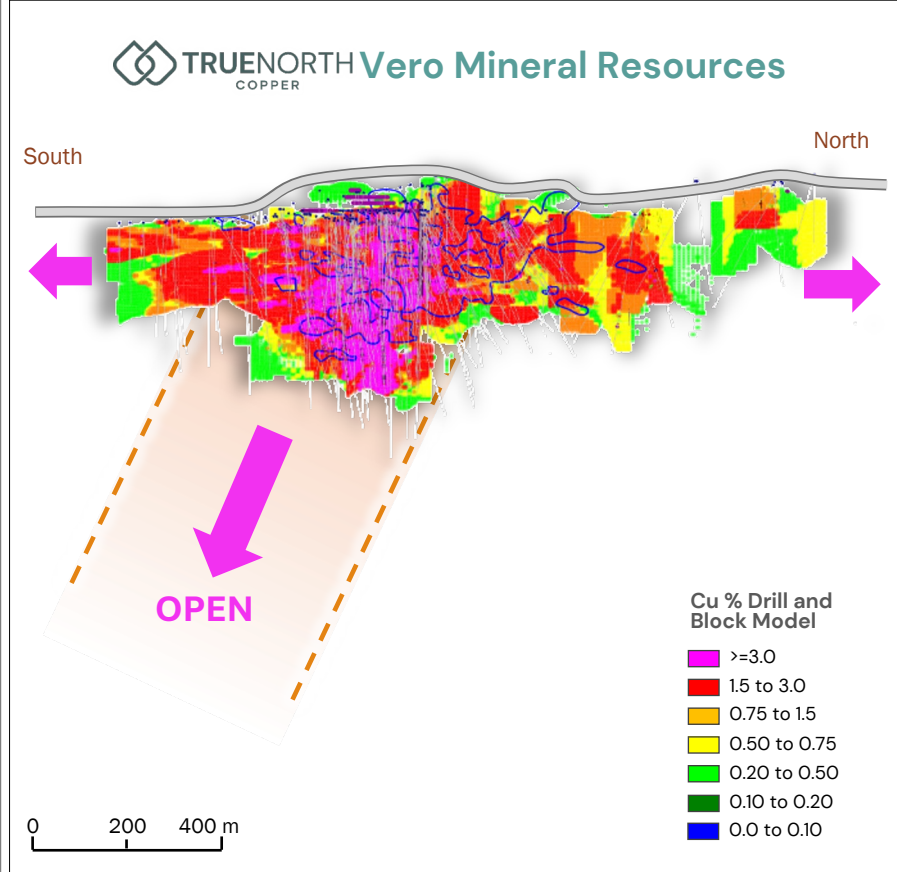 TRUENORTH
COPPER
Vero Mineral Resources
South
North
OPEN
Cu % Drill and
Block Model
>=3.0
1.5 to 3.0
0.75 to 1.5
0.50 to 0.75
0.20 to 0.50
0.10 to 0.20
0.0 to 0.10
0 200 400 m